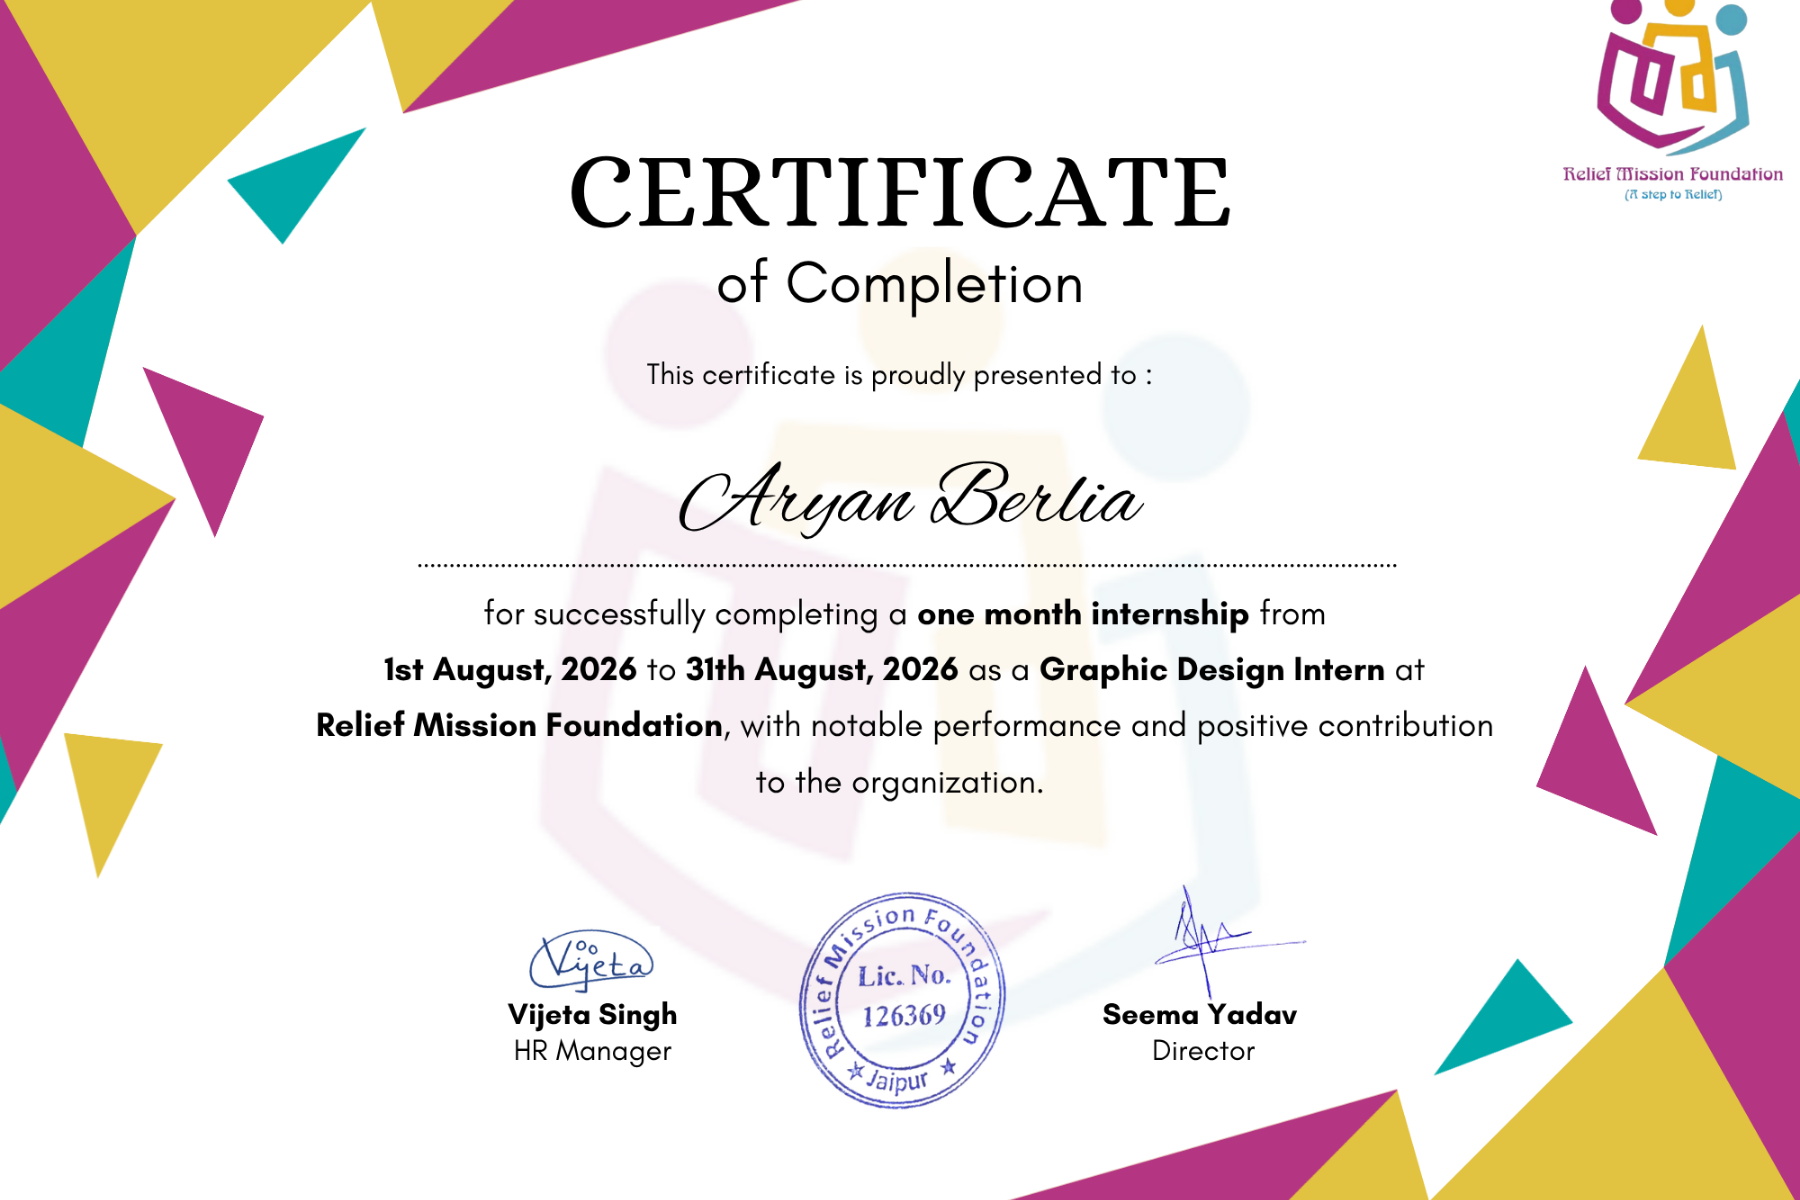 Relief Mission Foundation
(A step to Relief)
CERTIFICATE
of Completion
This certificate is proudly presented to :
Aryan Berlia
for successfully completing a one month internship from
1st August, 2026 to 31th August, 2026 as a Graphic Design Intern at
Relief Mission Foundation, with notable performance and positive contribution
to the organization.
Vijeta
Vijeta Singh
HR Manager
Relief Mission Foundation
Lic. No.
126369
Jaipur
Seema Yadav
Director